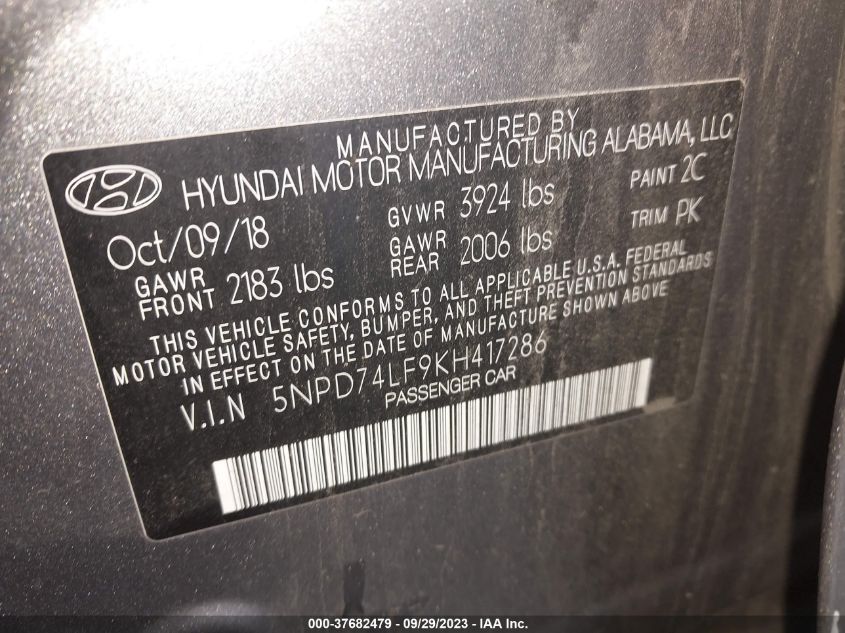 MANUFACTURED BY
HYUNDAI MOTOR MANUFACTURING ALABAMA, LLC
Oct/09/18 GVWR 3924 lbs PAINT 2C
GAWR FRONT 2183 lbs GAWR REAR 2006 lbs TRIM PK
THIS VEHICLE CONFORMS TO ALL APPLICABLE U.S.A. FEDERAL
MOTOR VEHICLE SAFETY, BUMPER, AND THEFT PREVENTION STANDARDS
IN EFFECT ON THE DATE OF MANUFACTURE SHOWN ABOVE
V.I.N 5NPD74LF9KH417286
PASSENGER CAR
000-37682479 - 09/29/2023 - IAA Inc.